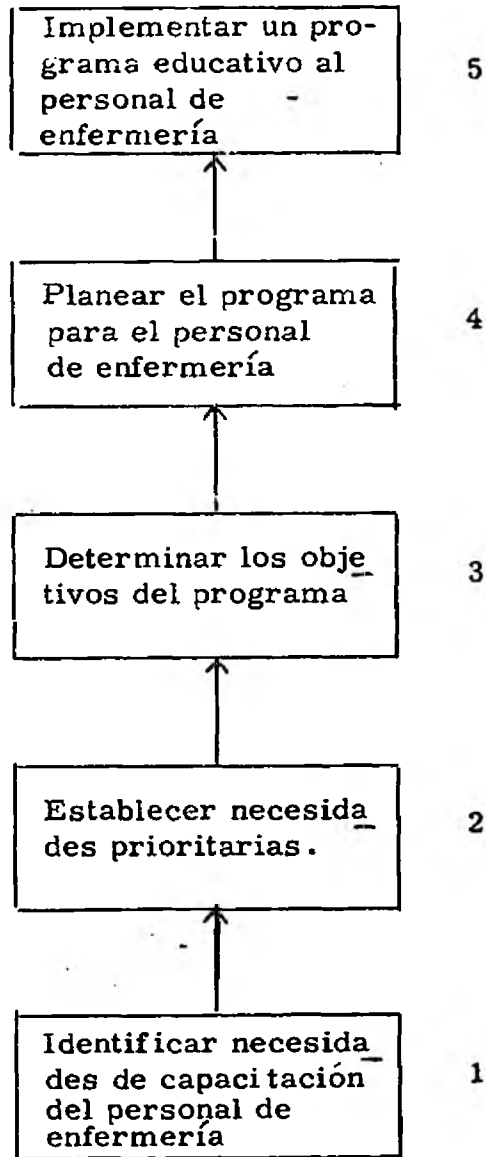 Implementar un pro-
grama educativo al
personal de
enfermería
5
Planear el programa
para el personal
de enfermería
4
Determinar los obje
tivos del programa
3
Establecer necesida
des prioritarias.
2
Identificar necesida
des de capacitación
del personal de
enfermería
1